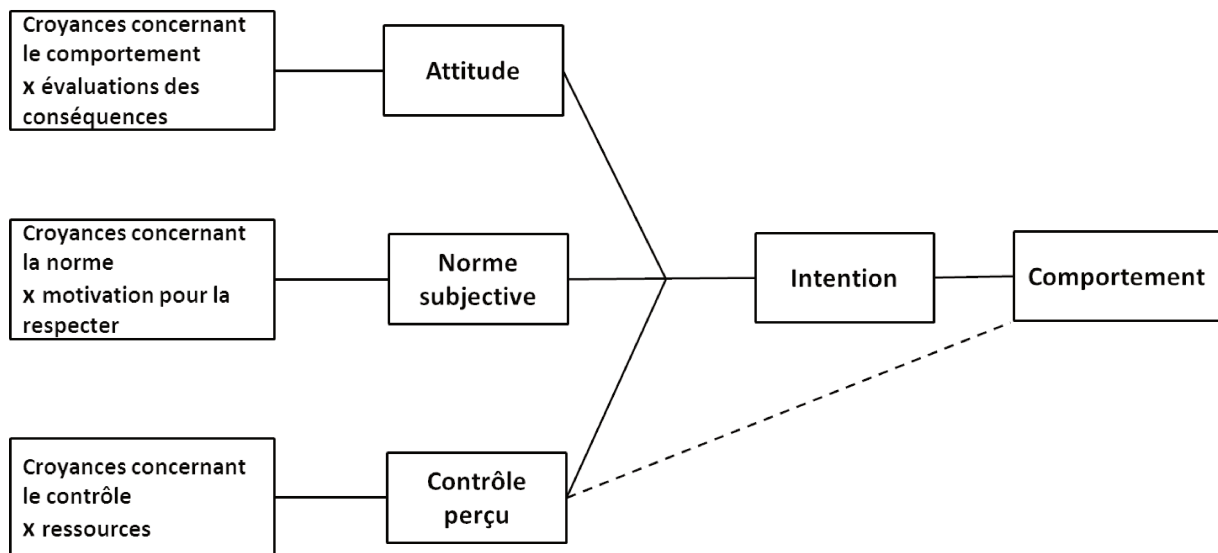 Croyances concernant
le comportement
x évaluations des
conséquences
Attitude
Croyances concernant
la norme
x motivation pour la
respecter
Norme
subjective
Intention
Comportement
Croyances concernant
le contrôle
x ressources
Contrôle
perçu